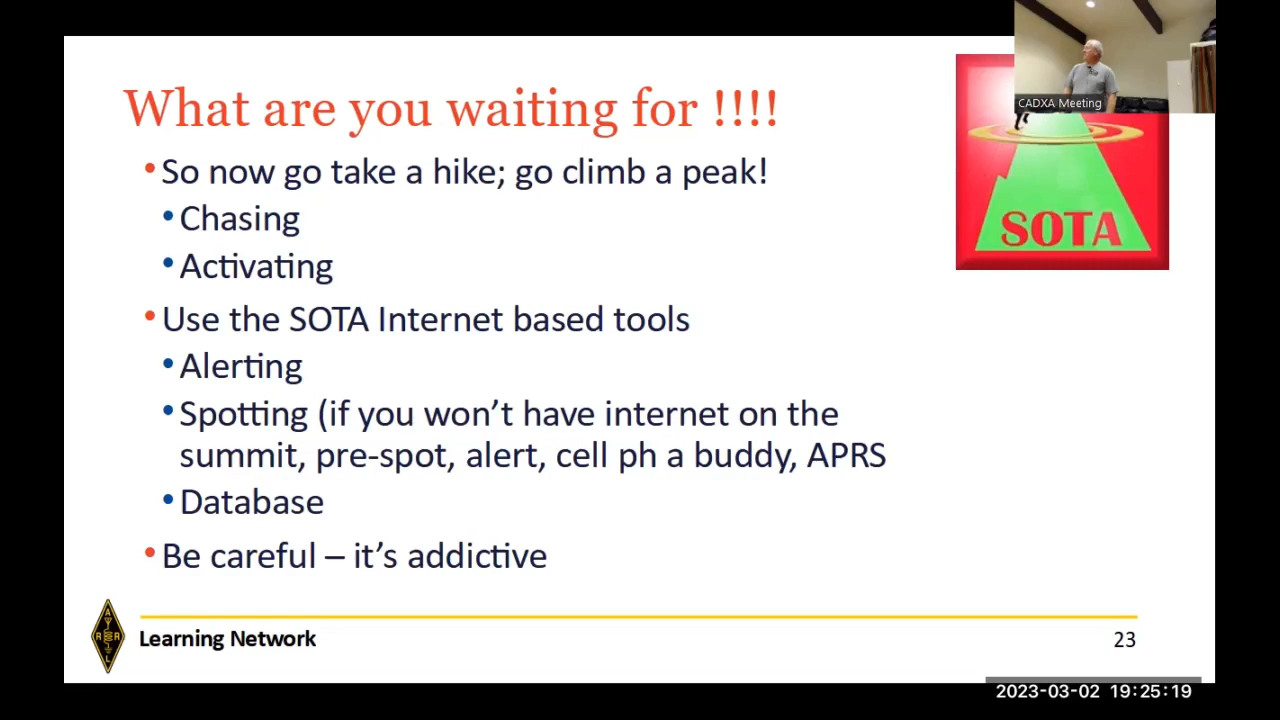 What are you waiting for !!!!
CADXA Meeting
SOTA
•So now go take a hike; go climb a peak!
•Chasing
•Activating
•Use the SOTA Internet based tools
•Alerting
•Spotting (if you won’t have internet on the
summit, pre-spot, alert, cell ph a buddy, APRS
•Database
•Be careful – it’s addictive
A
R R
L
Learning Network
23
2023-03-02 19:25:19